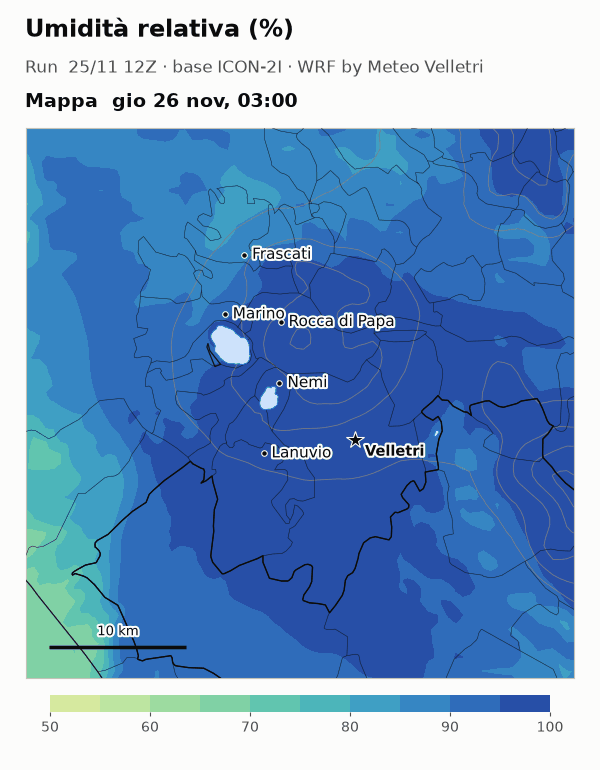 Umidità relativa (%)
Run  25/11 12Z · base ICON-2I · WRF by Meteo Velletri
Mappa  gio 26 nov, 03:00
Frascati
Marino
Rocca di Papa
Nemi
Velletri
Lanuvio
10 km
50 60 70 80 90 100